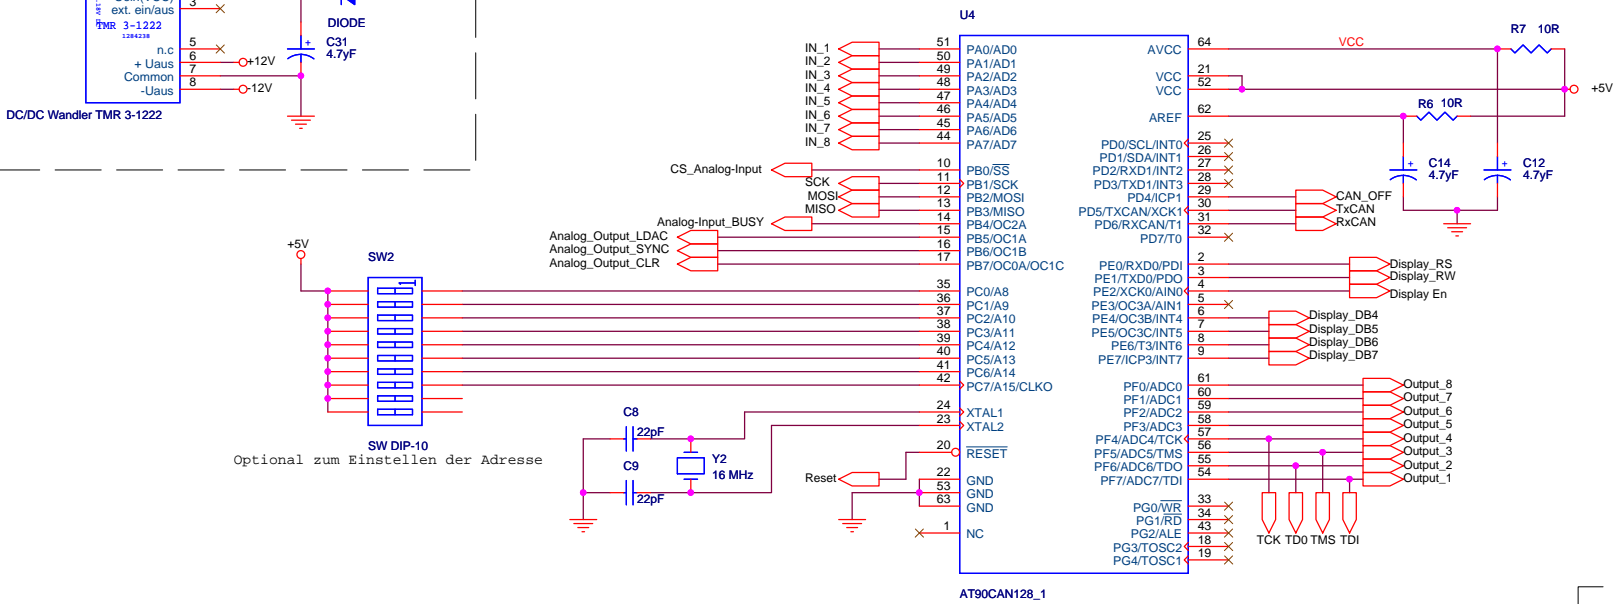 ext. ein/aus
3
TMR 3-1222
1284238
5
n.c
6
+ Uaus
+12V
7
Common
8
-Uaus
-12V
DC/DC Wandler TMR 3-1222
DIODE
C31
+
4.7yF
+5V
SW2
1
SW DIP-10
Optional zum Einstellen der Adresse
C8
22pF
C9
22pF
Y2
16 MHz
IN_1
IN_2
IN_3
IN_4
IN_5
IN_6
IN_7
IN_8
CS_Analog-Input
SCK
MOSI
MISO
Analog-Input_BUSY
Analog_Output_LDAC
Analog_Output_SYNC
Analog_Output_CLR
Reset
U4
51 PA0/AD0
50 PA1/AD1
49 PA2/AD2
48 PA3/AD3
47 PA4/AD4
46 PA5/AD5
45 PA6/AD6
44 PA7/AD7
10 PB0/SS
11 PB1/SCK
12 PB2/MOSI
13 PB3/MISO
14 PB4/OC2A
15 PB5/OC1A
16 PB6/OC1B
17 PB7/OC0A/OC1C
35 PC0/A8
36 PC1/A9
37 PC2/A10
38 PC3/A11
39 PC4/A12
40 PC5/A13
41 PC6/A14
42 PC7/A15/CLKO
24 XTAL1
23 XTAL2
20 RESET
22 GND
53 GND
63 GND
1 NC
AVCC 64
VCC 21
VCC 52
AREF 62
PD0/SCL/INT0 25
PD1/SDA/INT1 26
PD2/RXD1/INT2 27
PD3/TXD1/INT3 28
PD4/ICP1 29
PD5/TXCAN/XCK1 30
PD6/RXCAN/T1 31
PD7/T0 32
PE0/RXD0/PDI 2
PE1/TXD0/PDO 3
PE2/XCK0/AIN0 4
PE3/OC3A/AIN1 5
PE4/OC3B/INT4 6
PE5/OC3C/INT5 7
PE6/T3/INT6 8
PE7/ICP3/INT7 9
PF0/ADC0 61
PF1/ADC1 60
PF2/ADC2 59
PF3/ADC3 58
PF4/ADC4/TCK 57
PF5/ADC5/TMS 56
PF6/ADC6/TDO 55
PF7/ADC7/TDI 54
PG0/WR 33
PG1/RD 34
PG2/ALE 43
PG3/TOSC2 18
PG4/TOSC1 19
AT90CAN128_1
VCC
R7 10R
+5V
R6 10R
+
C14
4.7yF
+
C12
4.7yF
CAN_OFF
TxCAN
RxCAN
Display_RS
Display_RW
Display En
Display_DB4
Display_DB5
Display_DB6
Display_DB7
Output_8
Output_7
Output_6
Output_5
Output_4
Output_3
Output_2
Output_1
TCK TD0 TMS TDI